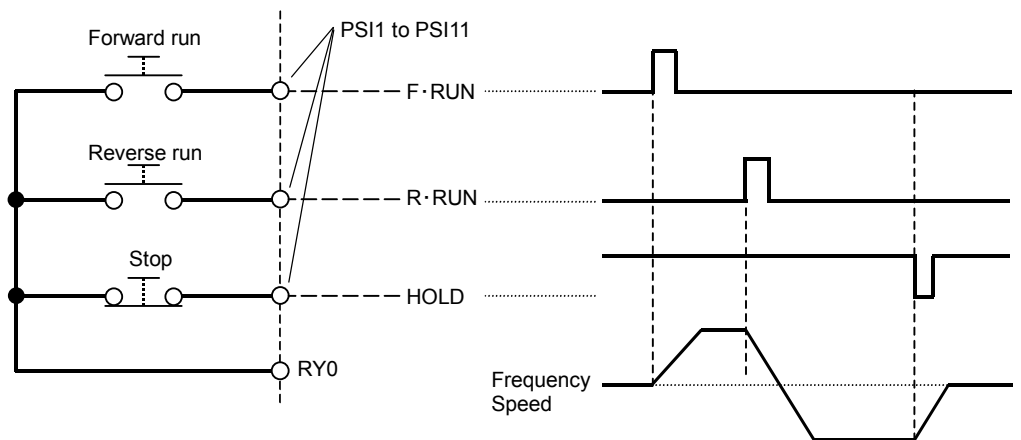 Forward run
PSI1 to PSI11
F·RUN
Reverse run
R·RUN
Stop
HOLD
RY0
Frequency
Speed